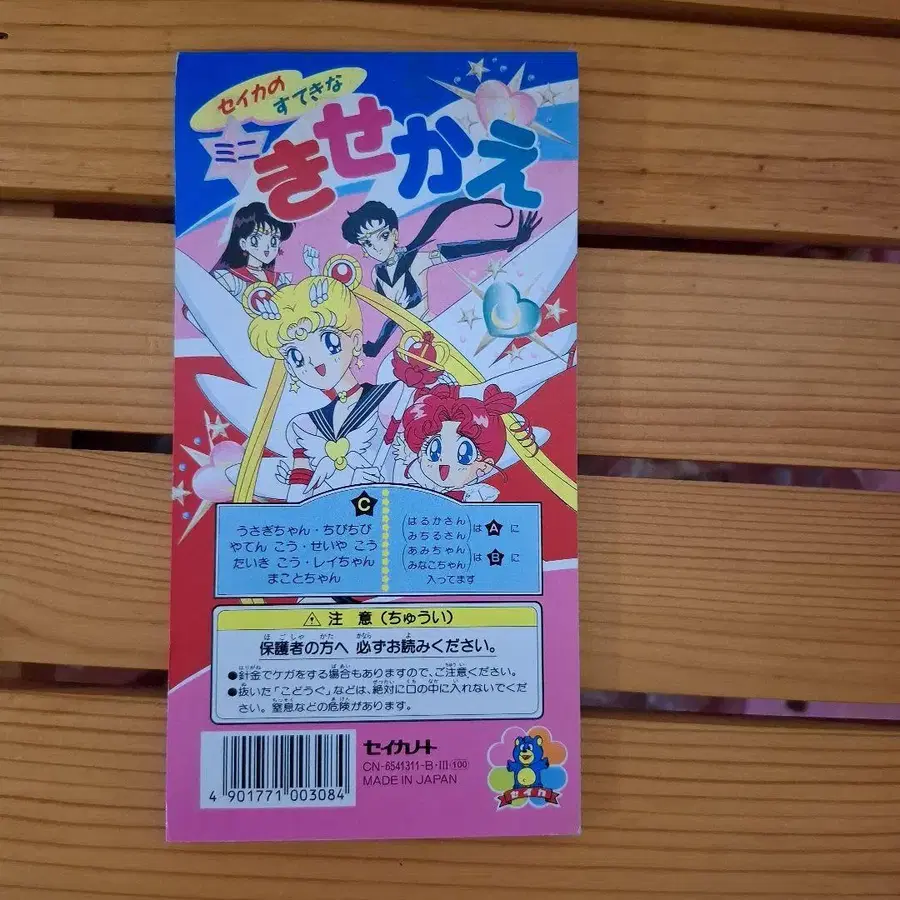 セイカの
すてきな
ミニ
きせかえ
C
うさぎちゃん・ちびちび
やてん こう・せいや こう
たいき こう・レイちゃん
まことちゃん
はるかさん
みちるさん
は A に
あみちゃん
みなこちゃん
は B に
入ってます
⚠ 注 意 (ちゅうい)
保護者の方へ 必ずお読みください。
●針金でケガをする場合もありますので、ご注意ください。
●抜いた「こどうぐ」などは、絶対に口の中に入れないでくだ
さい。窒息などの危険があります。
セイカノート
CN-8541311-B・III 100
MADE IN JAPAN
4 901771 003084
セイカ